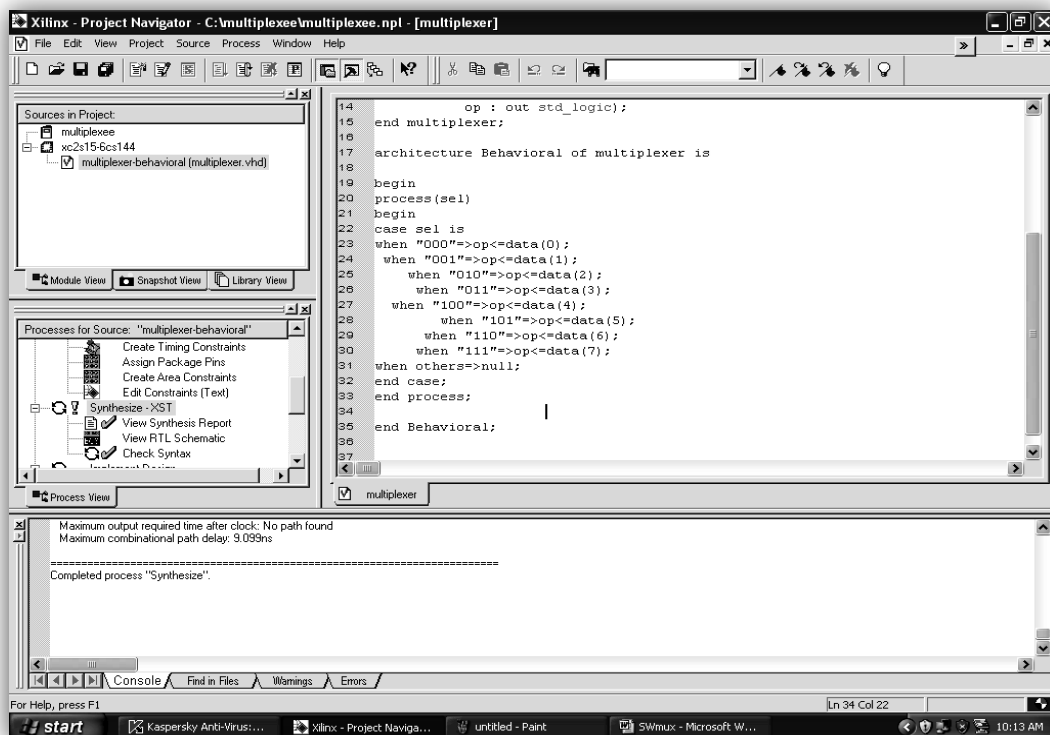 Xilinx - Project Navigator - C:\multiplexee\multiplexee.npl - [multiplexer]
File Edit View Project Source Process Window Help
Sources in Project:
multiplexee
xc2s15-6cs144
multiplexer-behavioral (multiplexer.vhd)
Module View Snapshot View Library View
Processes for Source: "multiplexer-behavioral"
Create Timing Constraints
Assign Package Pins
Create Area Constraints
Edit Constraints (Text)
Synthesize - XST
View Synthesis Report
View RTL Schematic
Check Syntax
Implement Design
Process View
14 op : out std_logic);
15 end multiplexer;
16
17 architecture Behavioral of multiplexer is
18
19 begin
20 process(sel)
21 begin
22 case sel is
23 when "000"=>op<=data(0);
24 when "001"=>op<=data(1);
25 when "010"=>op<=data(2);
26 when "011"=>op<=data(3);
27 when "100"=>op<=data(4);
28 when "101"=>op<=data(5);
29 when "110"=>op<=data(6);
30 when "111"=>op<=data(7);
31 when others=>null;
32 end case;
33 end process;
34
35 end Behavioral;
36
37
multiplexer
Maximum output required time after clock: No path found
Maximum combinational path delay: 9.099ns
=========================================================================
Completed process "Synthesize".
Console Find in Files Warnings Errors
For Help, press F1
Ln 34 Col 22
start Kaspersky Anti-Virus:... Xilinx - Project Naviga... untitled - Paint SWmux - Microsoft W... 10:13 AM